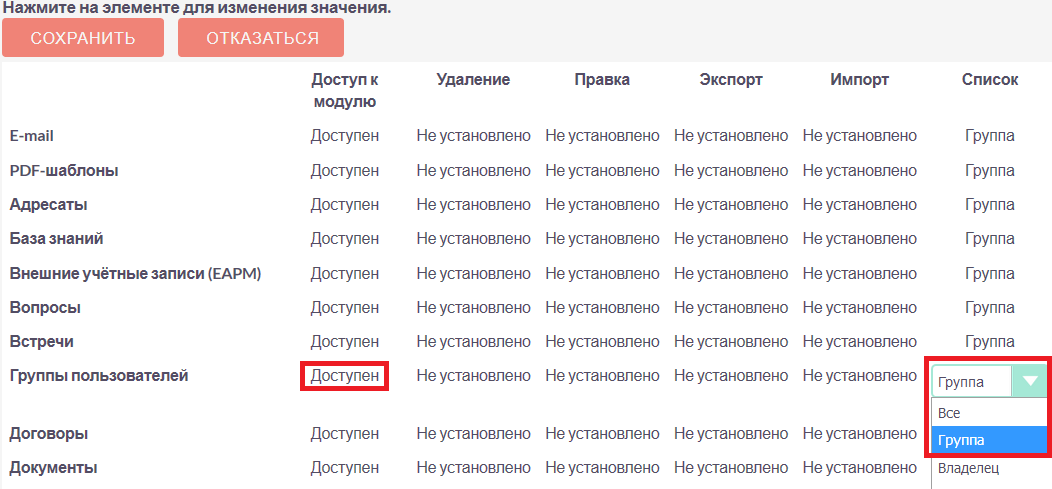 Нажмите на элементе для изменения значения.
СОХРАНИТЬ ОТКАЗАТЬСЯ
Доступ к модулю Удаление Правка Экспорт Импорт Список
E-mail Доступен Не установлено Не установлено Не установлено Не установлено Группа
PDF-шаблоны Доступен Не установлено Не установлено Не установлено Не установлено Группа
Адресаты Доступен Не установлено Не установлено Не установлено Не установлено Группа
База знаний Доступен Не установлено Не установлено Не установлено Не установлено Группа
Внешние учётные записи (EAPM) Доступен Не установлено Не установлено Не установлено Не установлено Группа
Вопросы Доступен Не установлено Не установлено Не установлено Не установлено Группа
Встречи Доступен Не установлено Не установлено Не установлено Не установлено Группа
Группы пользователей Доступен Не установлено Не установлено Не установлено Не установлено Группа
Все
Договоры Доступен Не установлено Не установлено Не установлено Не установлено Группа
Документы Доступен Не установлено Не установлено Не установлено Не установлено Владелец